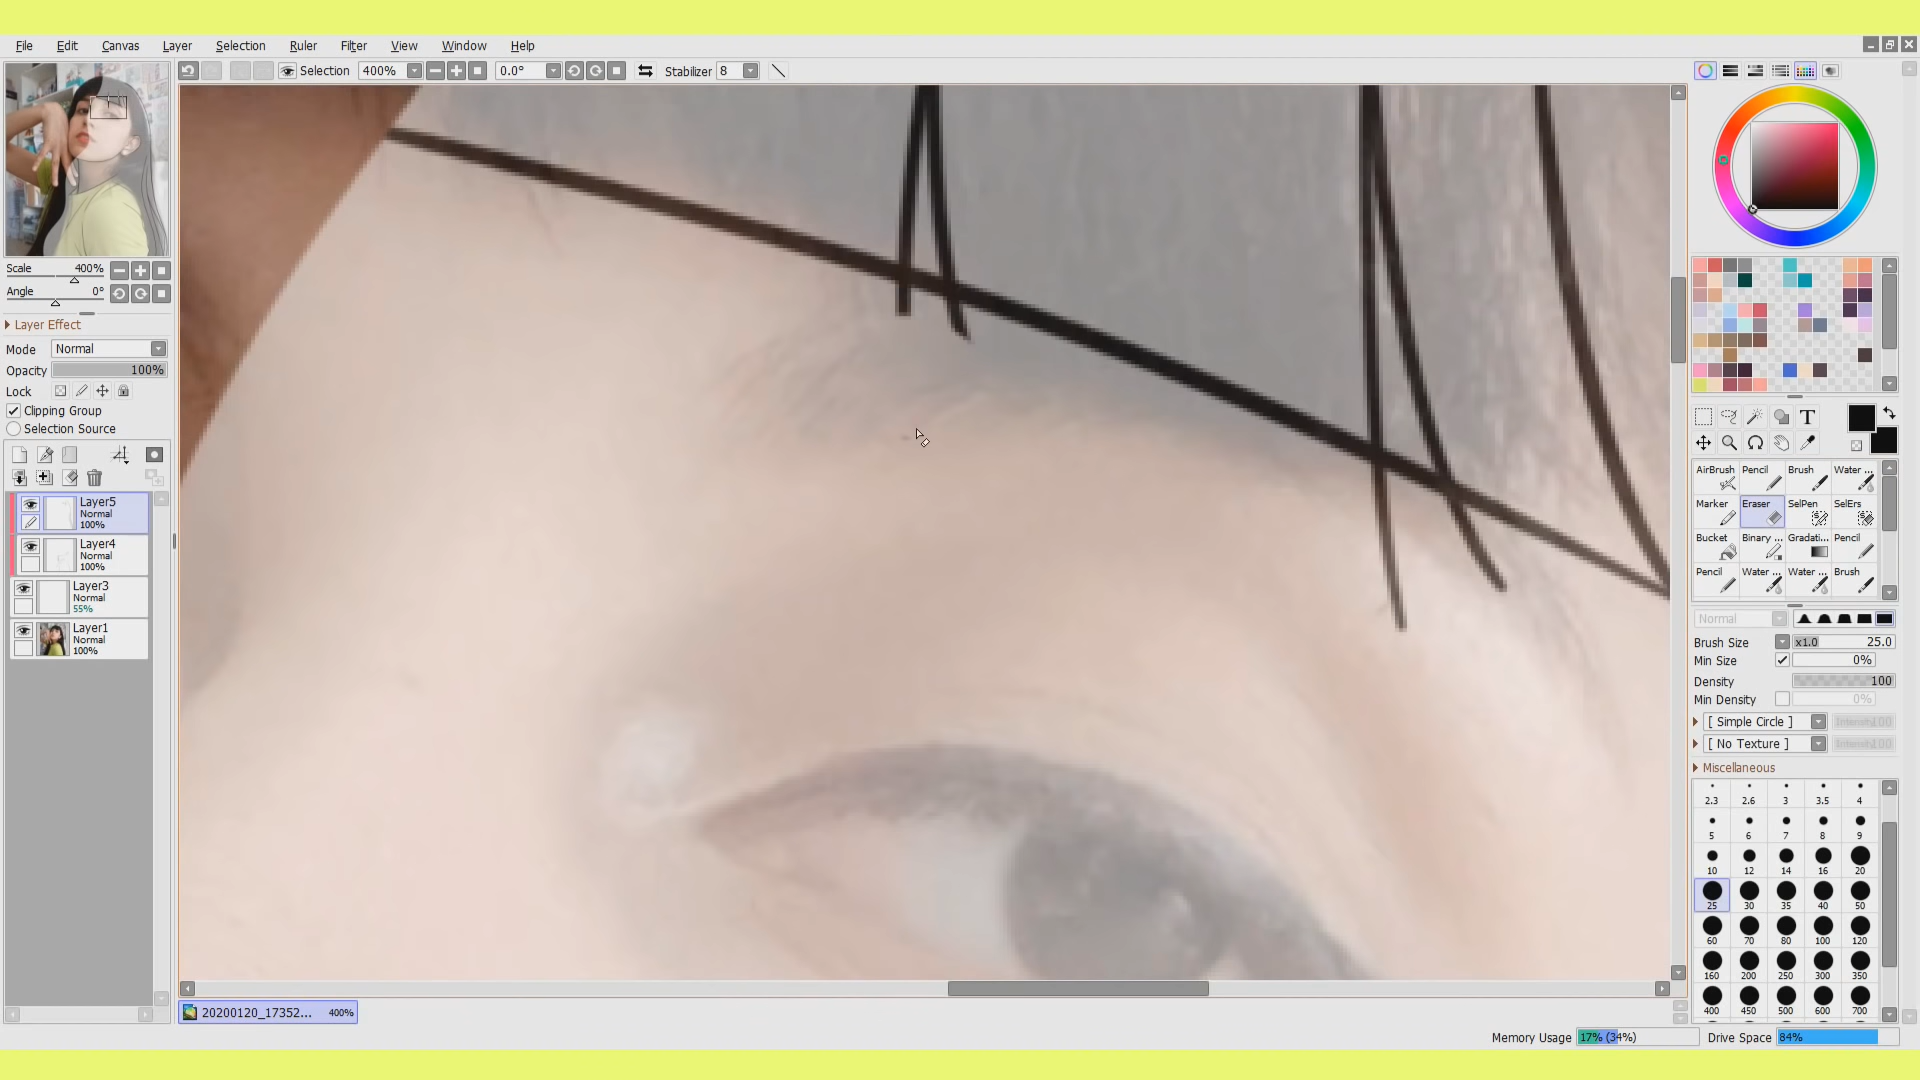 File Edit Canvas Layer Selection Ruler Filter View Window Help
Selection 400% 0.0° Stabilizer 8
Scale 400%
Angle 0°
Layer Effect
Mode Normal
Opacity 100%
Lock
Clipping Group
Selection Source
Layer5
Normal
100%
Layer4
Normal
100%
Layer3
Normal
55%
Layer1
Normal
100%
T
AirBrush Pencil Brush Water ...
Marker Eraser SelPen SelErs
Bucket Binary ... Gradati... Pencil
Pencil Water ... Water ... Brush
Normal
Brush Size x1.0 25.0
Min Size 0%
Density 100
Min Density 0%
[ Simple Circle ]
[ No Texture ]
Miscellaneous
2.3 2.6 3 3.5 4
5 6 7 8 9
10 12 14 16 20
25 30 35 40 50
60 70 80 100 120
160 200 250 300 350
400 450 500 600 700
20200120_17352... 400%
Memory Usage 17% (34%) Drive Space 84%